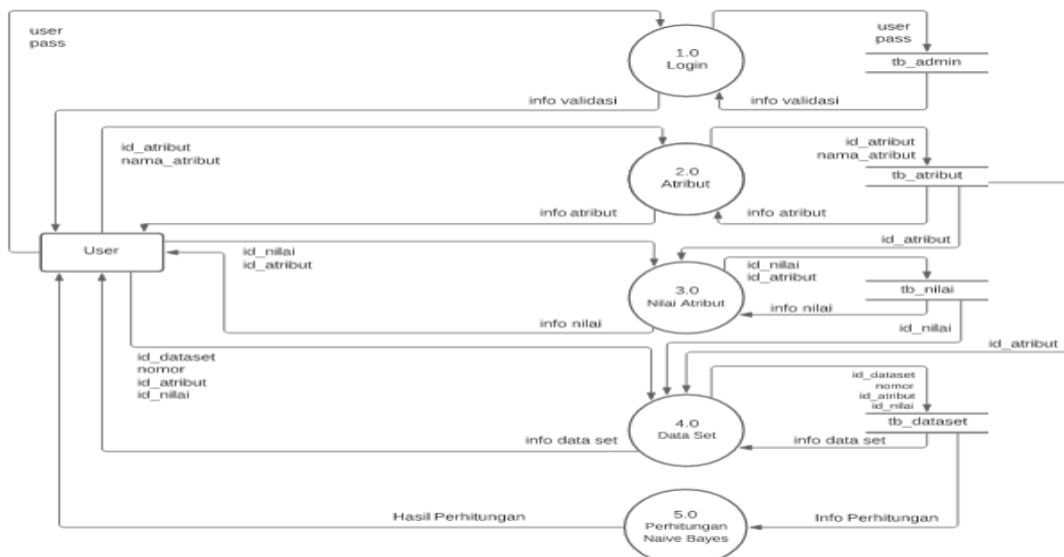 user
pass
1.0
Login
user
pass
tb_admin
info validasi
info validasi
id_atribut
nama_atribut
2.0
Atribut
id_atribut
nama_atribut
tb_atribut
info atribut
info atribut
id_atribut
User
id_nilai
id_atribut
3.0
Nilai Atribut
id_nilai
id_atribut
tb_nilai
info nilai
info nilai
id_nilai
id_atribut
id_dataset
nomor
id_atribut
id_nilai
4.0
Data Set
id_dataset
nomor
id_atribut
id_nilai
tb_dataset
info data set
info data set
Hasil Perhitungan
5.0
Perhitungan
Naive Bayes
Info Perhitungan